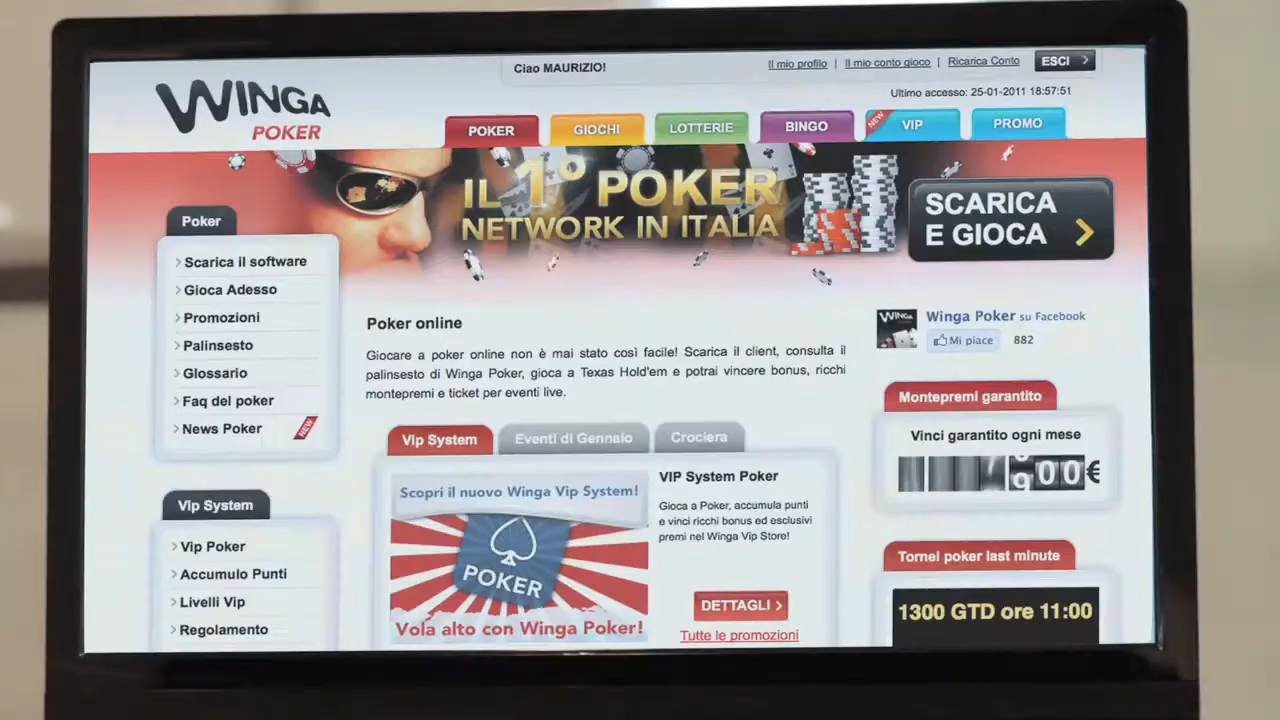 Ciao MAURIZIO!
Il mio profilo | Il mio conto gioco | Ricarica Conto
ESCI
Ultimo accesso: 25-01-2011 18:57:51
WINGA
POKER
POKER
GIOCHI
LOTTERIE
BINGO
NEW
VIP
PROMO
IL 1° POKER
NETWORK IN ITALIA
SCARICA
E GIOCA
Poker
Scarica il software
Gioca Adesso
Promozioni
Palinsesto
Glossario
Faq del poker
News Poker
NEW
Vip System
Vip Poker
Accumulo Punti
Livelli Vip
Regolamento
Poker online
Giocare a poker online non è mai stato così facile! Scarica il client, consulta il
palinsesto di Winga Poker, gioca a Texas Hold'em e potrai vincere bonus, ricchi
montepremi e ticket per eventi live.
Vip System
Eventi di Gennaio
Crociera
Scopri il nuovo Winga Vip System!
POKER
Vola alto con Winga Poker!
VIP System Poker
Gioca a Poker, accumula punti
e vinci ricchi bonus ed esclusivi
premi nel Winga Vip Store!
DETTAGLI
Tutte le promozioni
WINGA
Winga Poker su Facebook
Mi piace
882
Montepremi garantito
Vinci garantito ogni mese
00€
Tornei poker last minute
1300 GTD ore 11:00